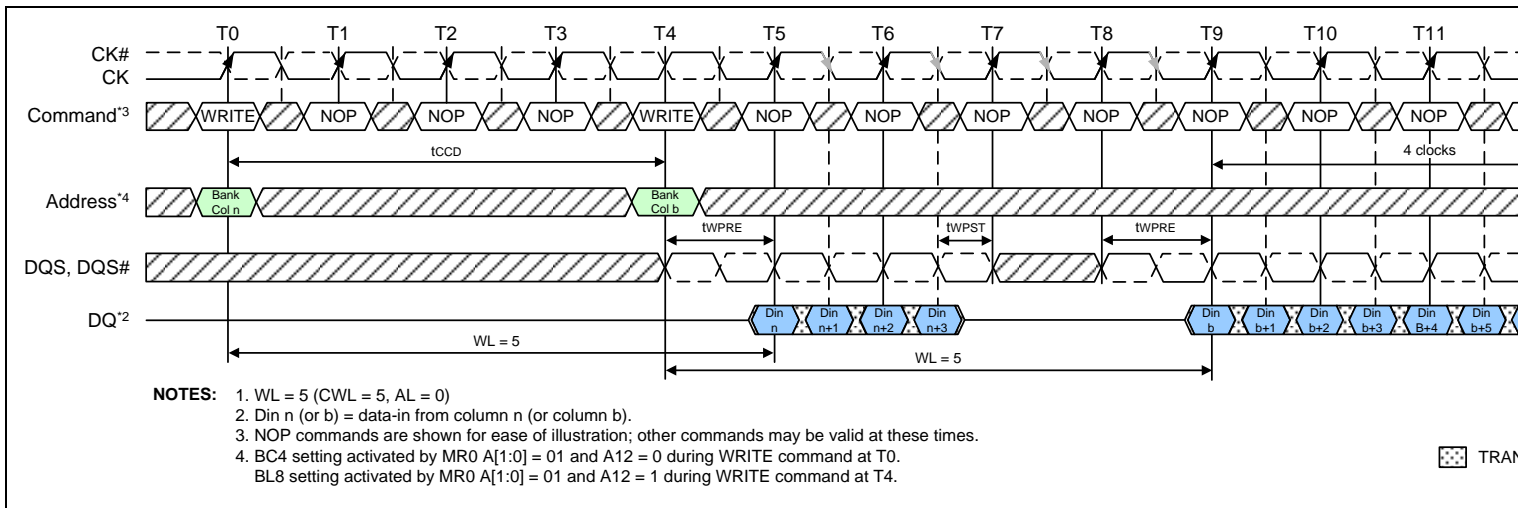 T0 T1 T2 T3 T4 T5 T6 T7 T8 T9 T10 T11
CK#
CK
Command*3 WRITE NOP NOP NOP WRITE NOP NOP NOP NOP NOP NOP NOP
tCCD 4 clocks
Address*4 Bank Col n Bank Col b
tWPRE tWPST tWPRE
DQS, DQS#
DQ*2 Din n Din n+1 Din n+2 Din n+3 Din b Din b+1 Din b+2 Din b+3 Din B+4 Din b+5
WL = 5
WL = 5
NOTES: 1. WL = 5 (CWL = 5, AL = 0)
2. Din n (or b) = data-in from column n (or column b).
3. NOP commands are shown for ease of illustration; other commands may be valid at these times.
4. BC4 setting activated by MR0 A[1:0] = 01 and A12 = 0 during WRITE command at T0.
BL8 setting activated by MR0 A[1:0] = 01 and A12 = 1 during WRITE command at T4.
TRAN